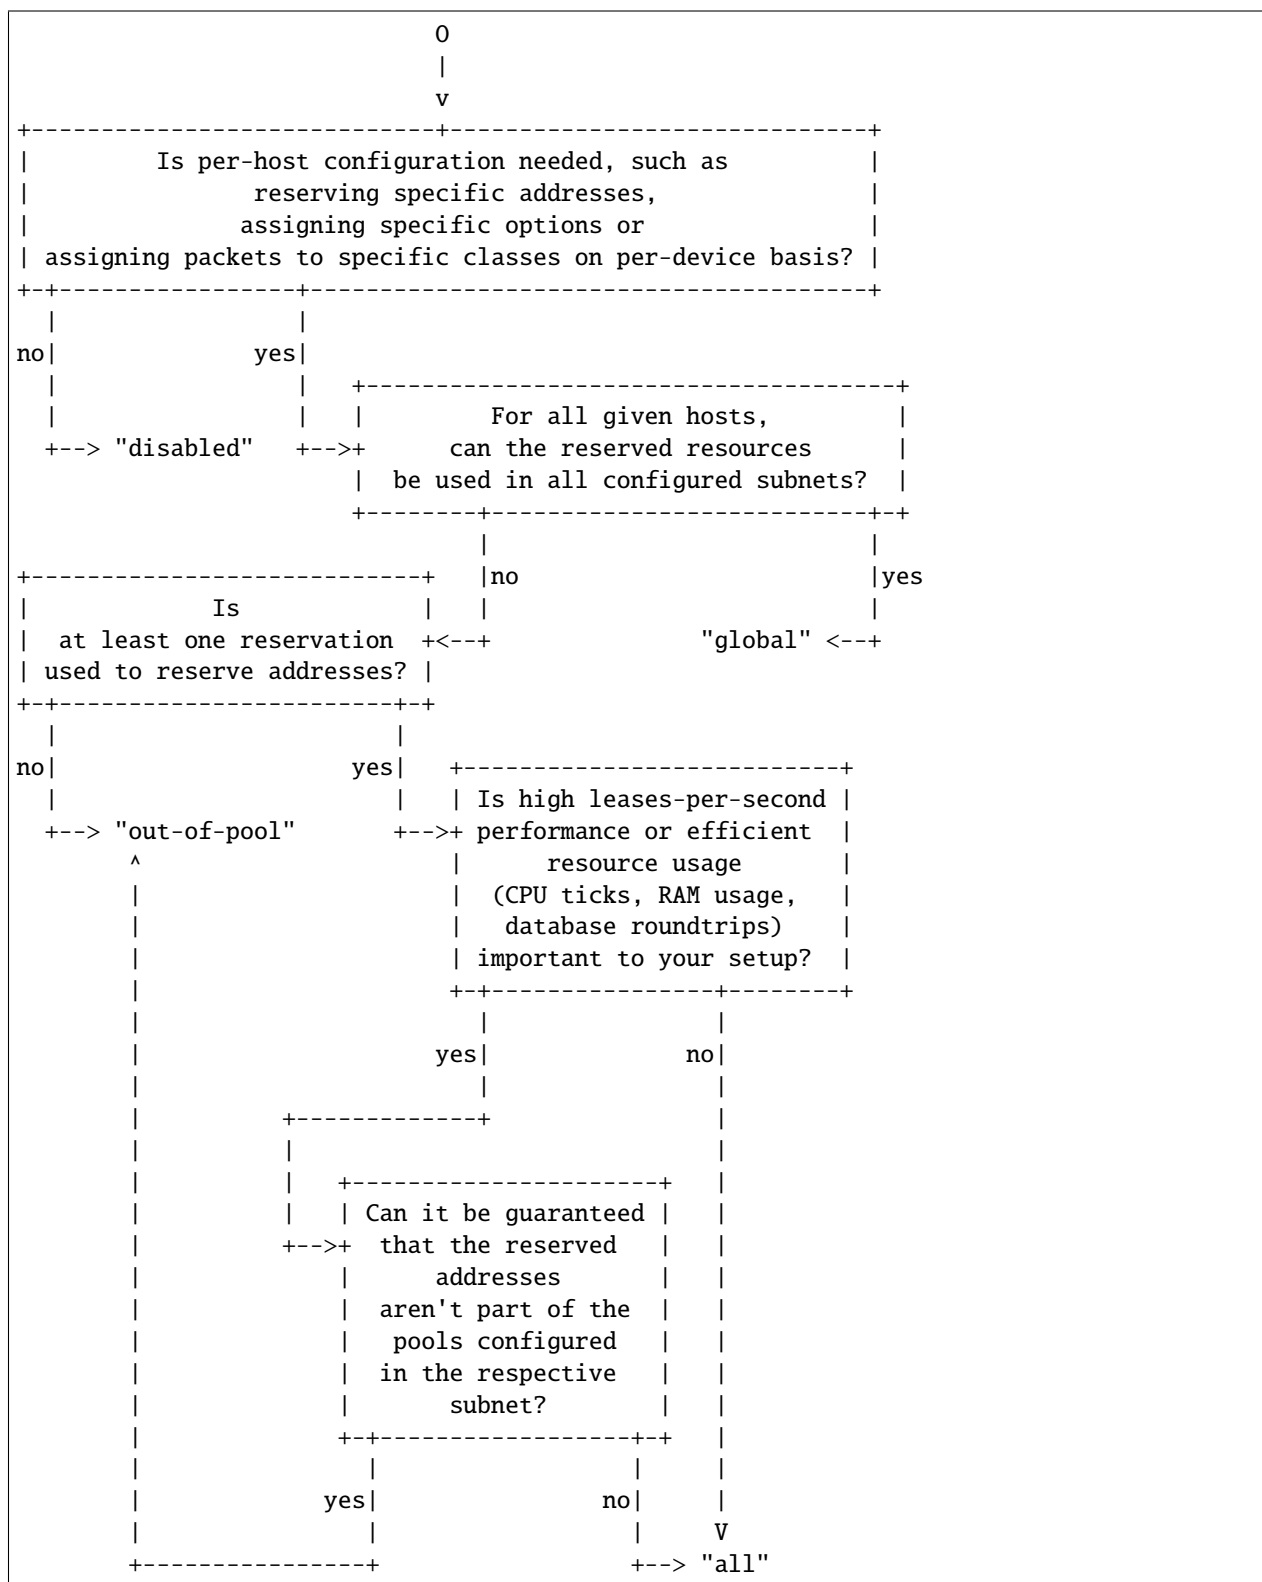 O
|
v
+-----------------------------+------------------------------+
|         Is per-host configuration needed, such as          |
|                reserving specific addresses,               |
|               assigning specific options or                |
| assigning packets to specific classes on per-device basis? |
+-+-----------------+----------------------------------------+
  |                 |
no|              yes|
  |                 |   +--------------------------------------+
  |                 |   |         For all given hosts,         |
  +--> "disabled"   +-->+      can the reserved resources      |
                        |  be used in all configured subnets?  |
                        +--------+---------------------------+-+
                                 |                           |
+----------------------------+   |no                         |yes
|             Is             |   |                           |
|  at least one reservation  +<--+               "global" <--+
| used to reserve addresses? |
+-+------------------------+-+
  |                        |
no|                     yes|   +---------------------------+
  |                        |   | Is high leases-per-second |
  +--> "out-of-pool"       +-->+ performance or efficient  |
        ^                      |      resource usage       |
        |                      |  (CPU ticks, RAM usage,   |
        |                      |   database roundtrips)    |
        |                      | important to your setup?  |
        |                      +-+----------------+--------+
        |                        |                |
        |                     yes|              no|
        |                        |                |
        |          +-------------+                |
        |          |                              |
        |          |   +----------------------+   |
        |          |   | Can it be guaranteed |   |
        |          +-->+  that the reserved   |   |
        |              |      addresses       |   |
        |              |  aren't part of the  |   |
        |              |   pools configured   |   |
        |              |  in the respective   |   |
        |              |       subnet?        |   |
        |              +-+------------------+-+   |
        |                |                  |     |
        |             yes|                no|     |
        |                |                  |     V
        +----------------+                  +--> "all"